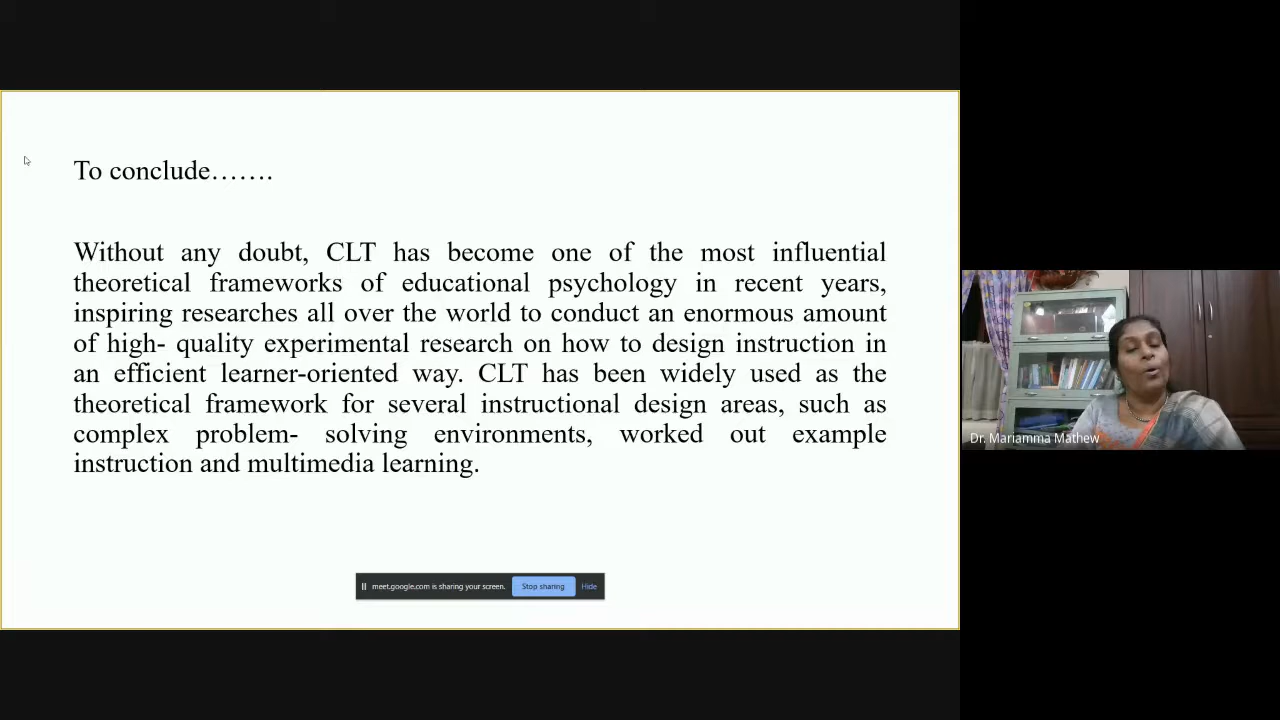 To conclude…….
Without any doubt, CLT has become one of the most influential
theoretical frameworks of educational psychology in recent years,
inspiring researches all over the world to conduct an enormous amount
of high- quality experimental research on how to design instruction in
an efficient learner-oriented way. CLT has been widely used as the
theoretical framework for several instructional design areas, such as
complex problem- solving environments, worked out example
instruction and multimedia learning.
meet.google.com is sharing your screen. Stop sharing Hide
Dr. Mariamma Mathew